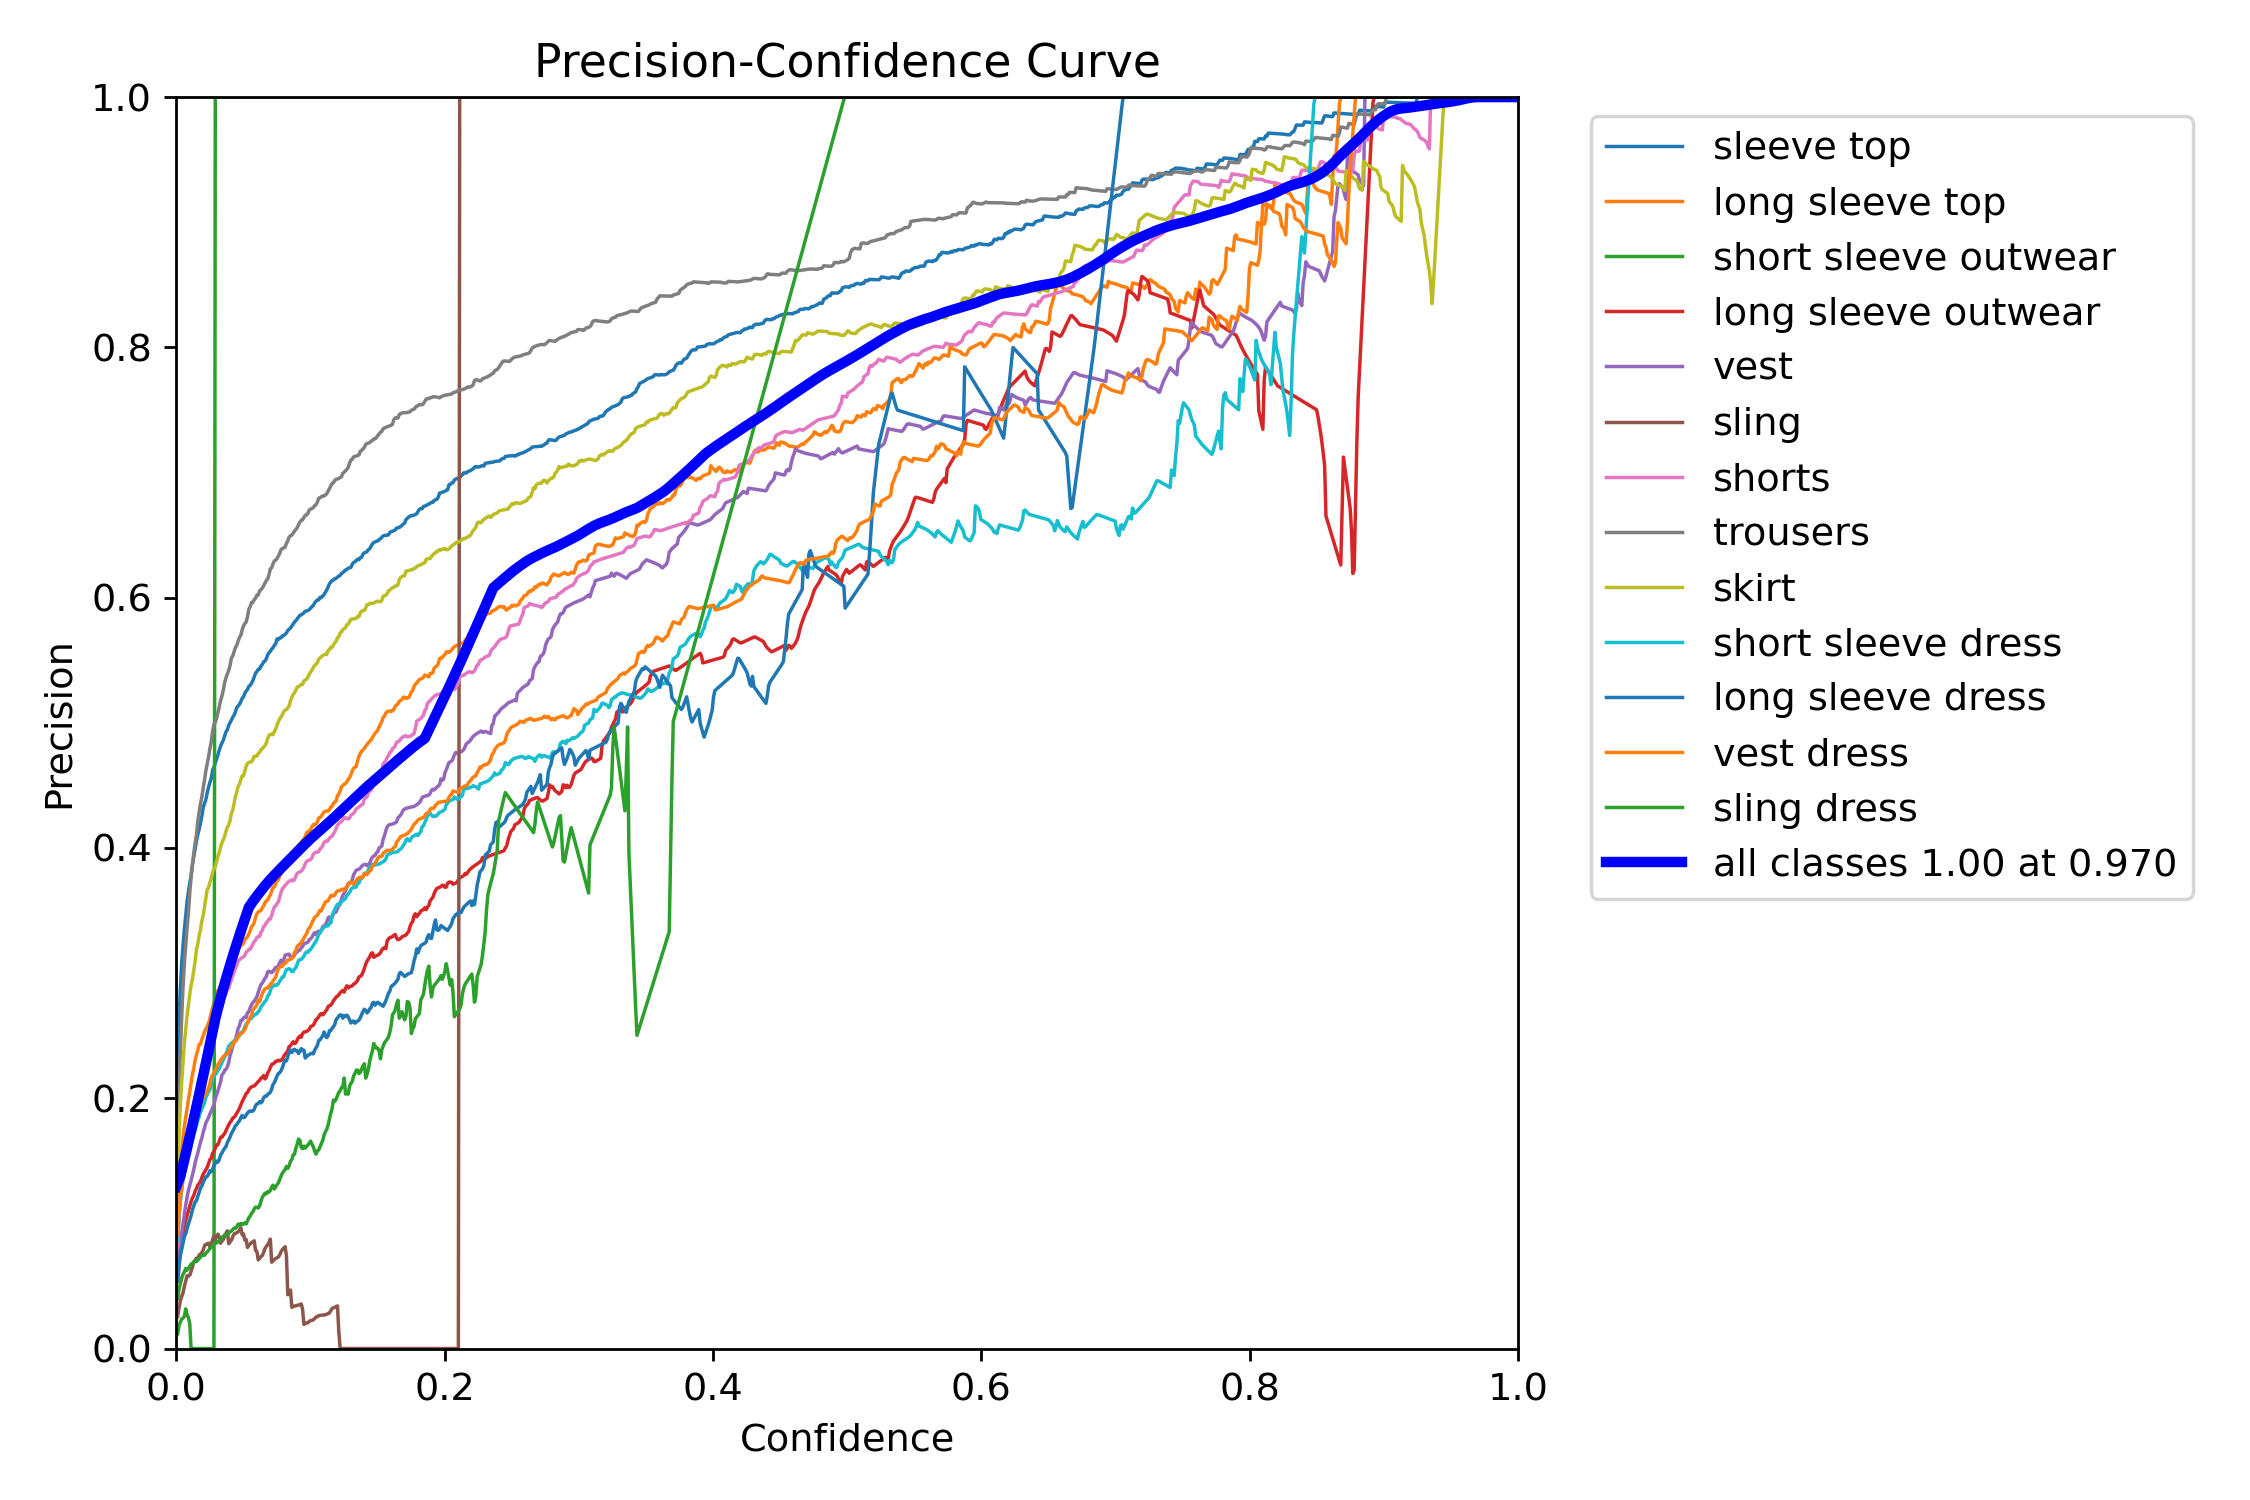 Precision-Confidence Curve
1.0
0.8
0.6
0.4
0.2
0.0
Precision
0.0 0.2 0.4 0.6 0.8 1.0
Confidence
sleeve top
long sleeve top
short sleeve outwear
long sleeve outwear
vest
sling
shorts
trousers
skirt
short sleeve dress
long sleeve dress
vest dress
sling dress
all classes 1.00 at 0.970